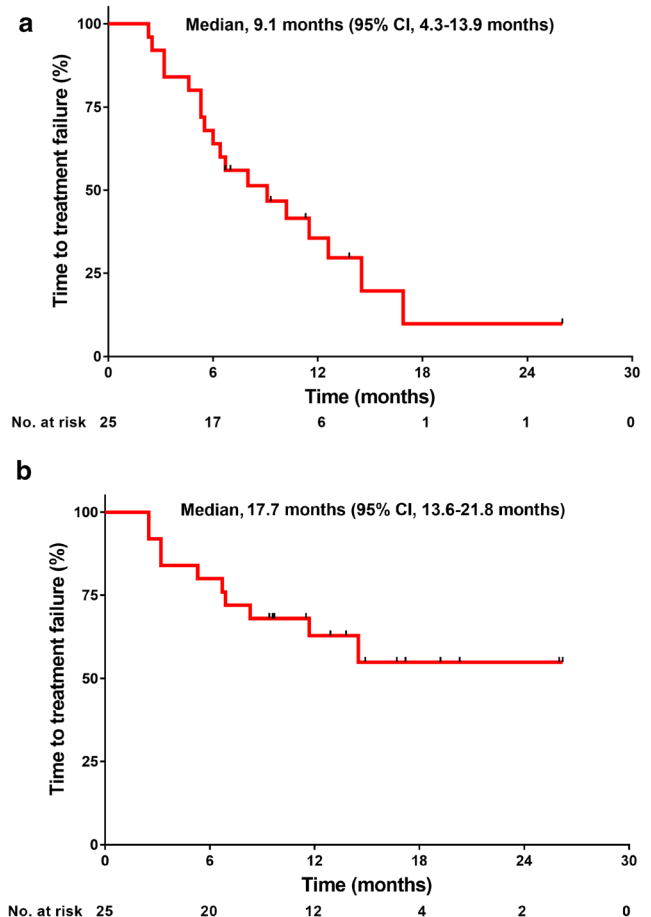 a
Median, 9.1 months (95% CI, 4.3-13.9 months)
Time to treatment failure (%)
100
75
50
25
0
0 6 12 18 24 30
Time (months)
No. at risk 25 17 6 1 1 0
b
Median, 17.7 months (95% CI, 13.6-21.8 months)
Time to treatment failure (%)
100
75
50
25
0
0 6 12 18 24 30
Time (months)
No. at risk 25 20 12 4 2 0